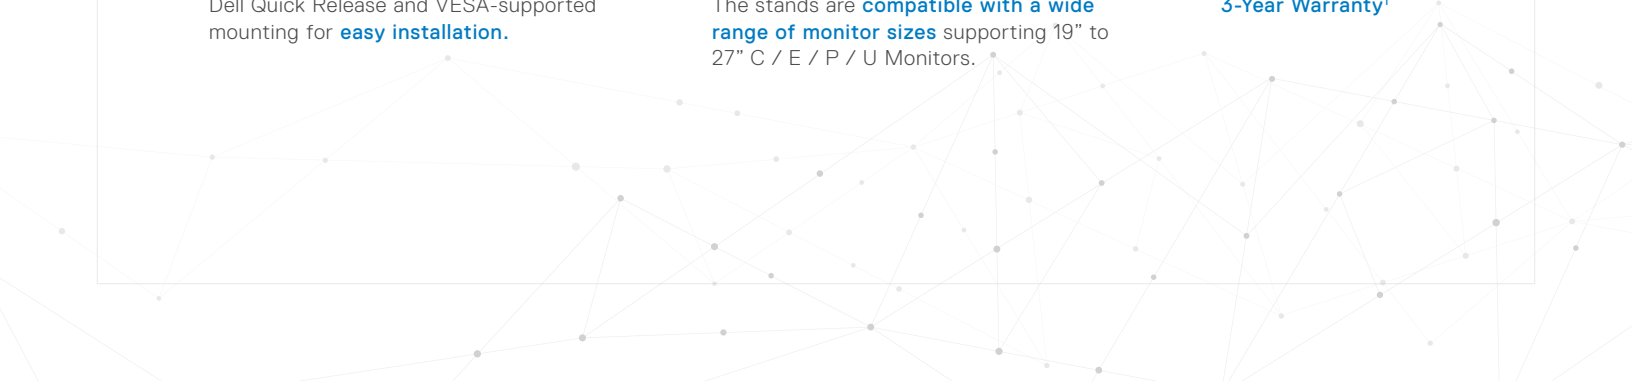 Dell Quick Release and VESA-supported
mounting for easy installation.
The stands are compatible with a wide
range of monitor sizes supporting 19” to
27” C / E / P / U Monitors.
3-Year Warranty¹